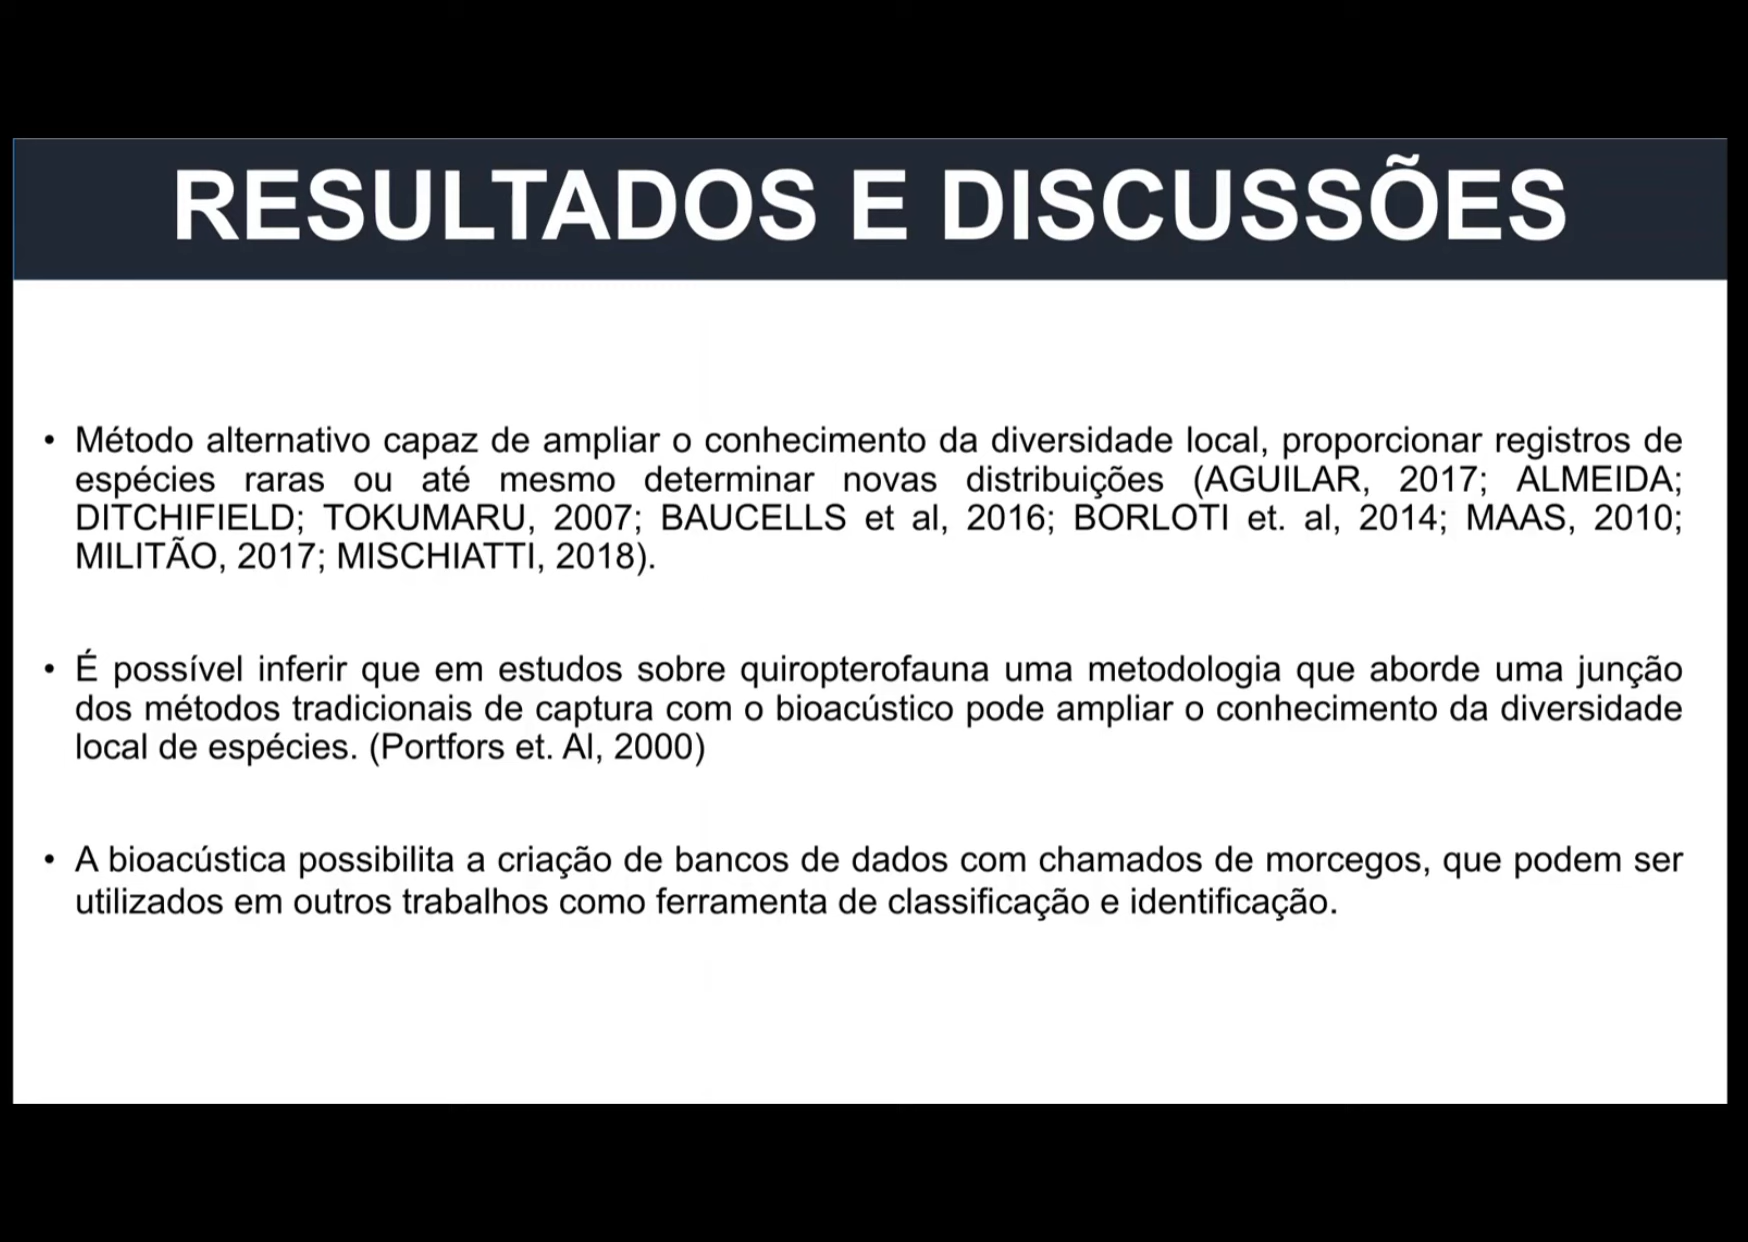 RESULTADOS E DISCUSSÕES
• Método alternativo capaz de ampliar o conhecimento da diversidade local, proporcionar registros de
espécies raras ou até mesmo determinar novas distribuições (AGUILAR, 2017; ALMEIDA;
DITCHIFIELD; TOKUMARU, 2007; BAUCELLS et al, 2016; BORLOTI et. al, 2014; MAAS, 2010;
MILITÃO, 2017; MISCHIATTI, 2018).
• É possível inferir que em estudos sobre quiropterofauna uma metodologia que aborde uma junção
dos métodos tradicionais de captura com o bioacústico pode ampliar o conhecimento da diversidade
local de espécies. (Portfors et. Al, 2000)
• A bioacústica possibilita a criação de bancos de dados com chamados de morcegos, que podem ser
utilizados em outros trabalhos como ferramenta de classificação e identificação.